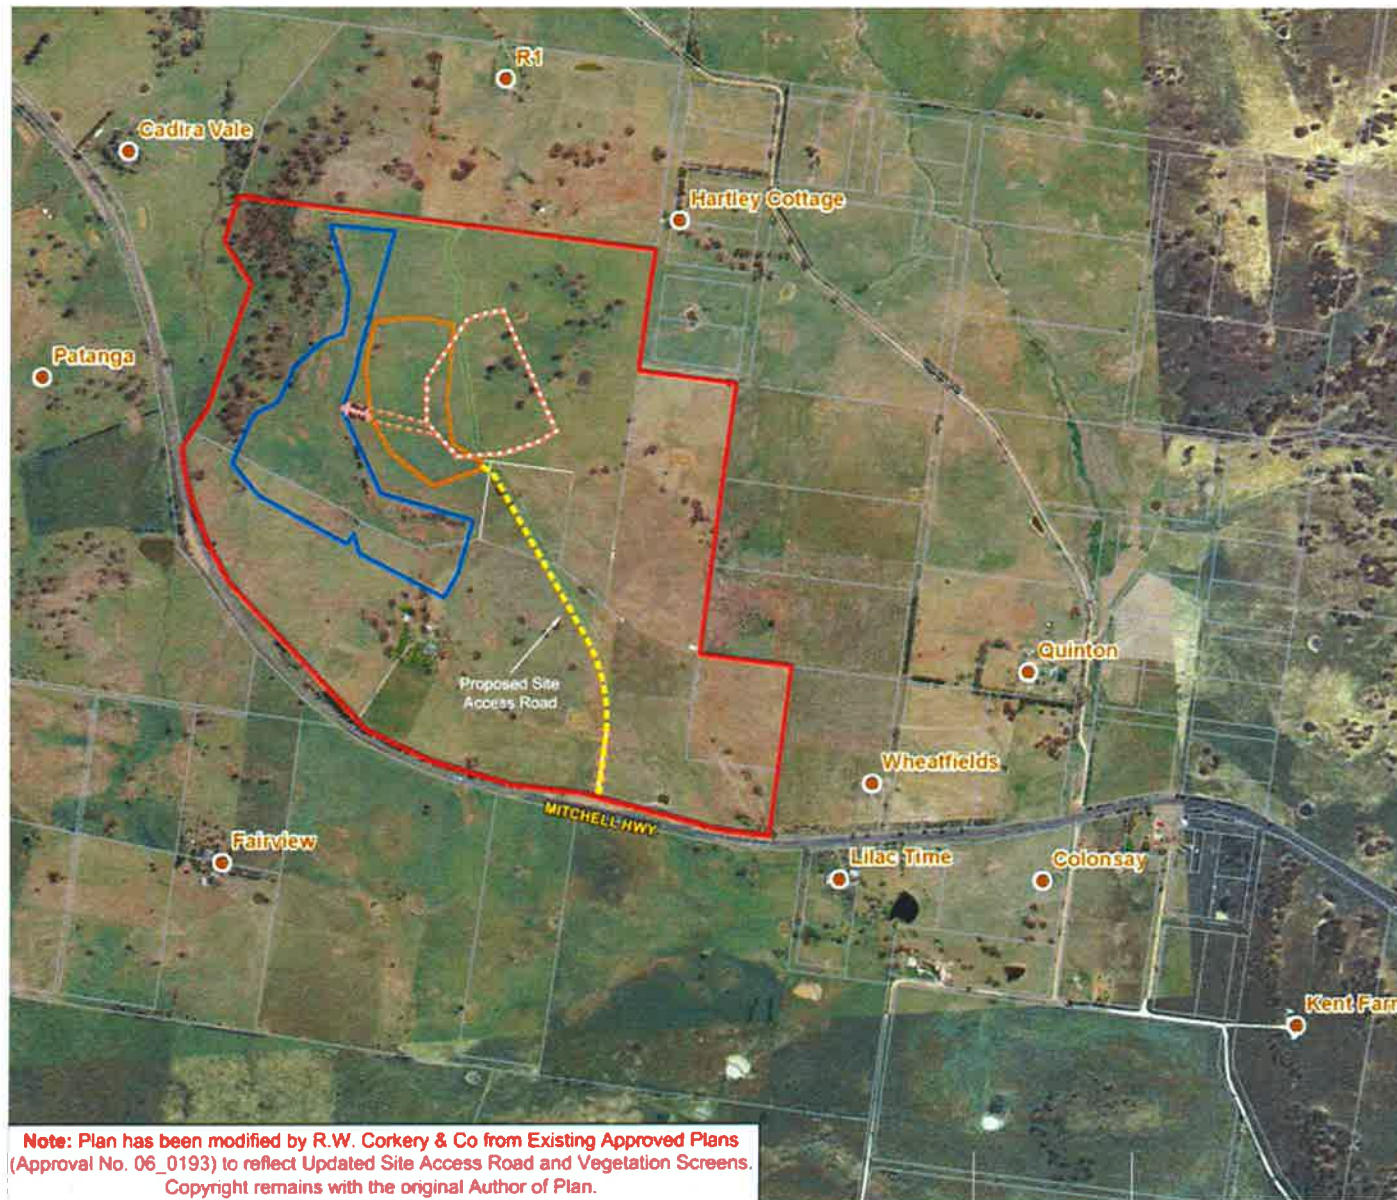 R1
Cadira Vale
Hartley Cottage
Patanga
Proposed Site
Access Road
Quinton
Wheatfields
MITCHELL HWY
Fairview
Lilac Time
Colonsay
Kent Farm
Note: Plan has been modified by R.W. Corkery & Co from Existing Approved Plans
(Approval No. 06_0193) to reflect Updated Site Access Road and Vegetation Screens.
Copyright remains with the original Author of Plan.